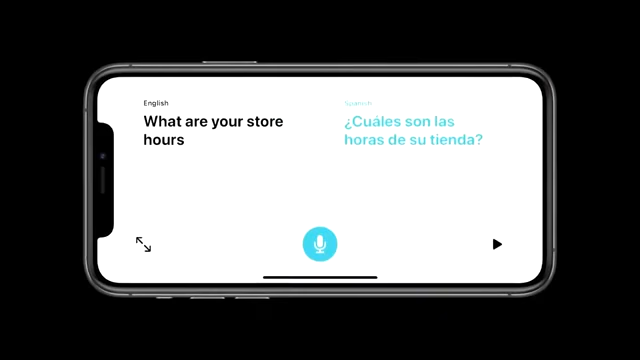 English
What are your store
hours
Spanish
¿Cuáles son las
horas de su tienda?